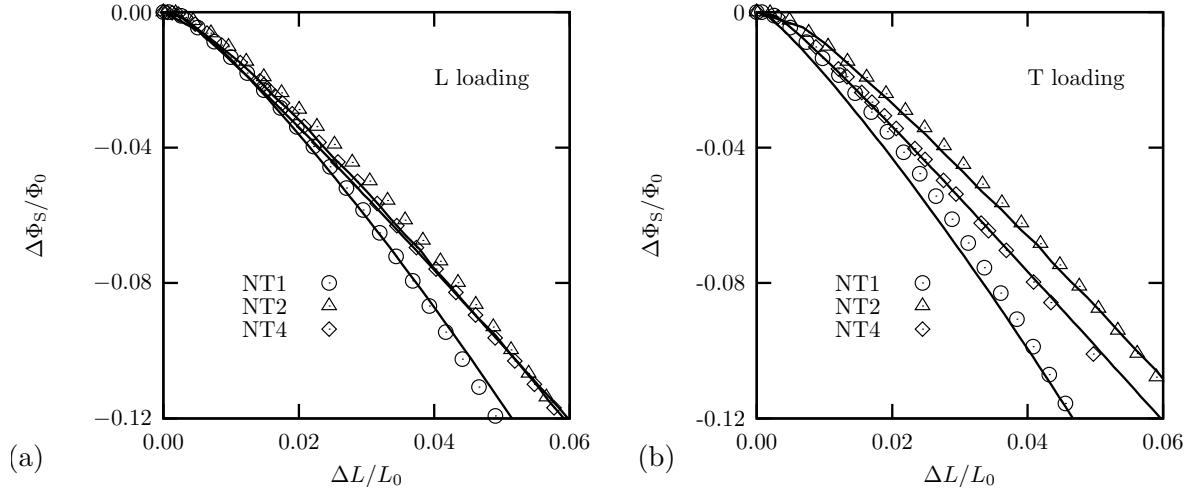 0.00
−0.04
−0.08
−0.12
0.00 0.02 0.04 0.06
ΔΦS/Φ0
ΔL/L0
L loading
NT1
NT2
NT4
(a)
0
-0.04
-0.08
-0.12
0.00 0.02 0.04 0.06
ΔΦS/Φ0
ΔL/L0
T loading
NT1
NT2
NT4
(b)